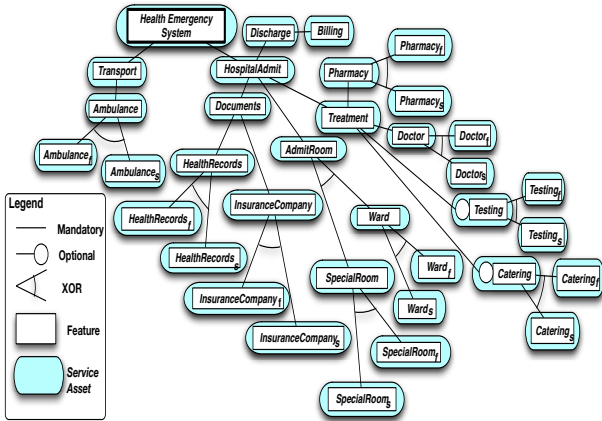 Health Emergency
System
Discharge
Billing
Transport
HospitalAdmit
Pharmacy
Pharmacyf
Pharmacys
Ambulance
Documents
Treatment
Doctor
Doctorf
Doctors
Ambulancef
Ambulances
HealthRecords
AdmitRoom
Testing
Testingf
Testings
HealthRecordsf
HealthRecords
s
InsuranceCompany
Ward
Wardf
Wards
SpecialRoom
Catering
Cateringf
Caterings
InsuranceCompanyf
InsuranceCompanys
SpecialRoomf
SpecialRooms
Legend
Mandatory
Optional
XOR
Feature
Service
Asset